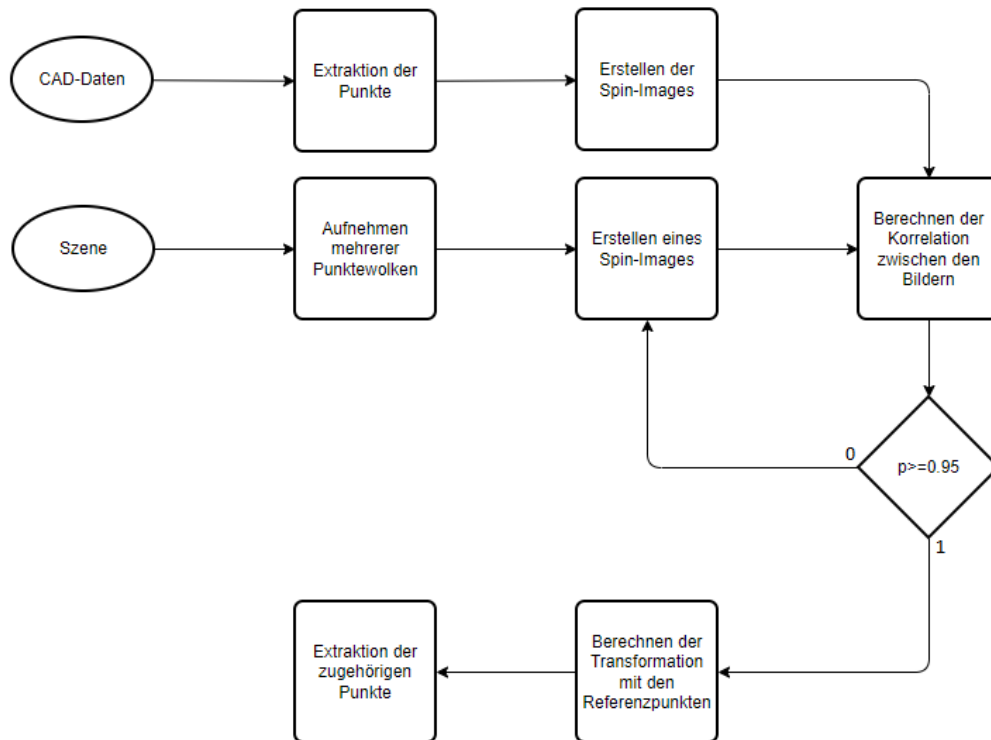 CAD-Daten
Extraktion der
Punkte
Erstellen der
Spin-Images
Szene
Aufnehmen
mehrerer
Punktewolken
Erstellen eines
Spin-Images
Berechnen der
Korrelation
zwischen den
Bildern
0
p>=0.95
1
Extraktion der
zugehörigen
Punkte
Berechnen der
Transformation
mit den
Referenzpunkten